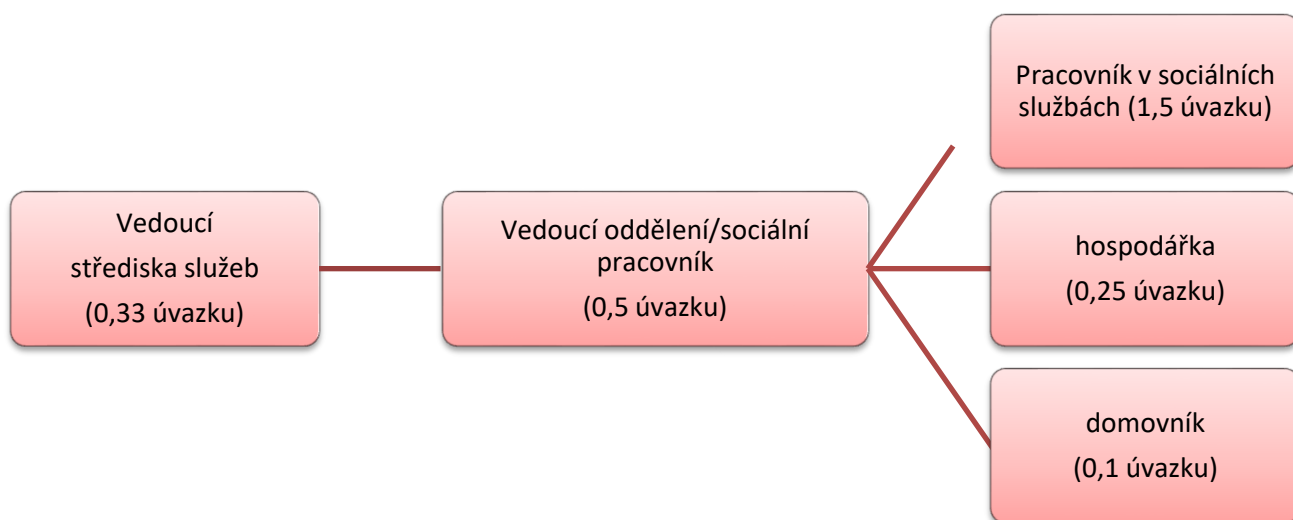 Vedoucí
střediska služeb
(0,33 úvazku)
Vedoucí oddělení/sociální
pracovník
(0,5 úvazku)
Pracovník v sociálních
službách (1,5 úvazku)
hospodářka
(0,25 úvazku)
domovník
(0,1 úvazku)